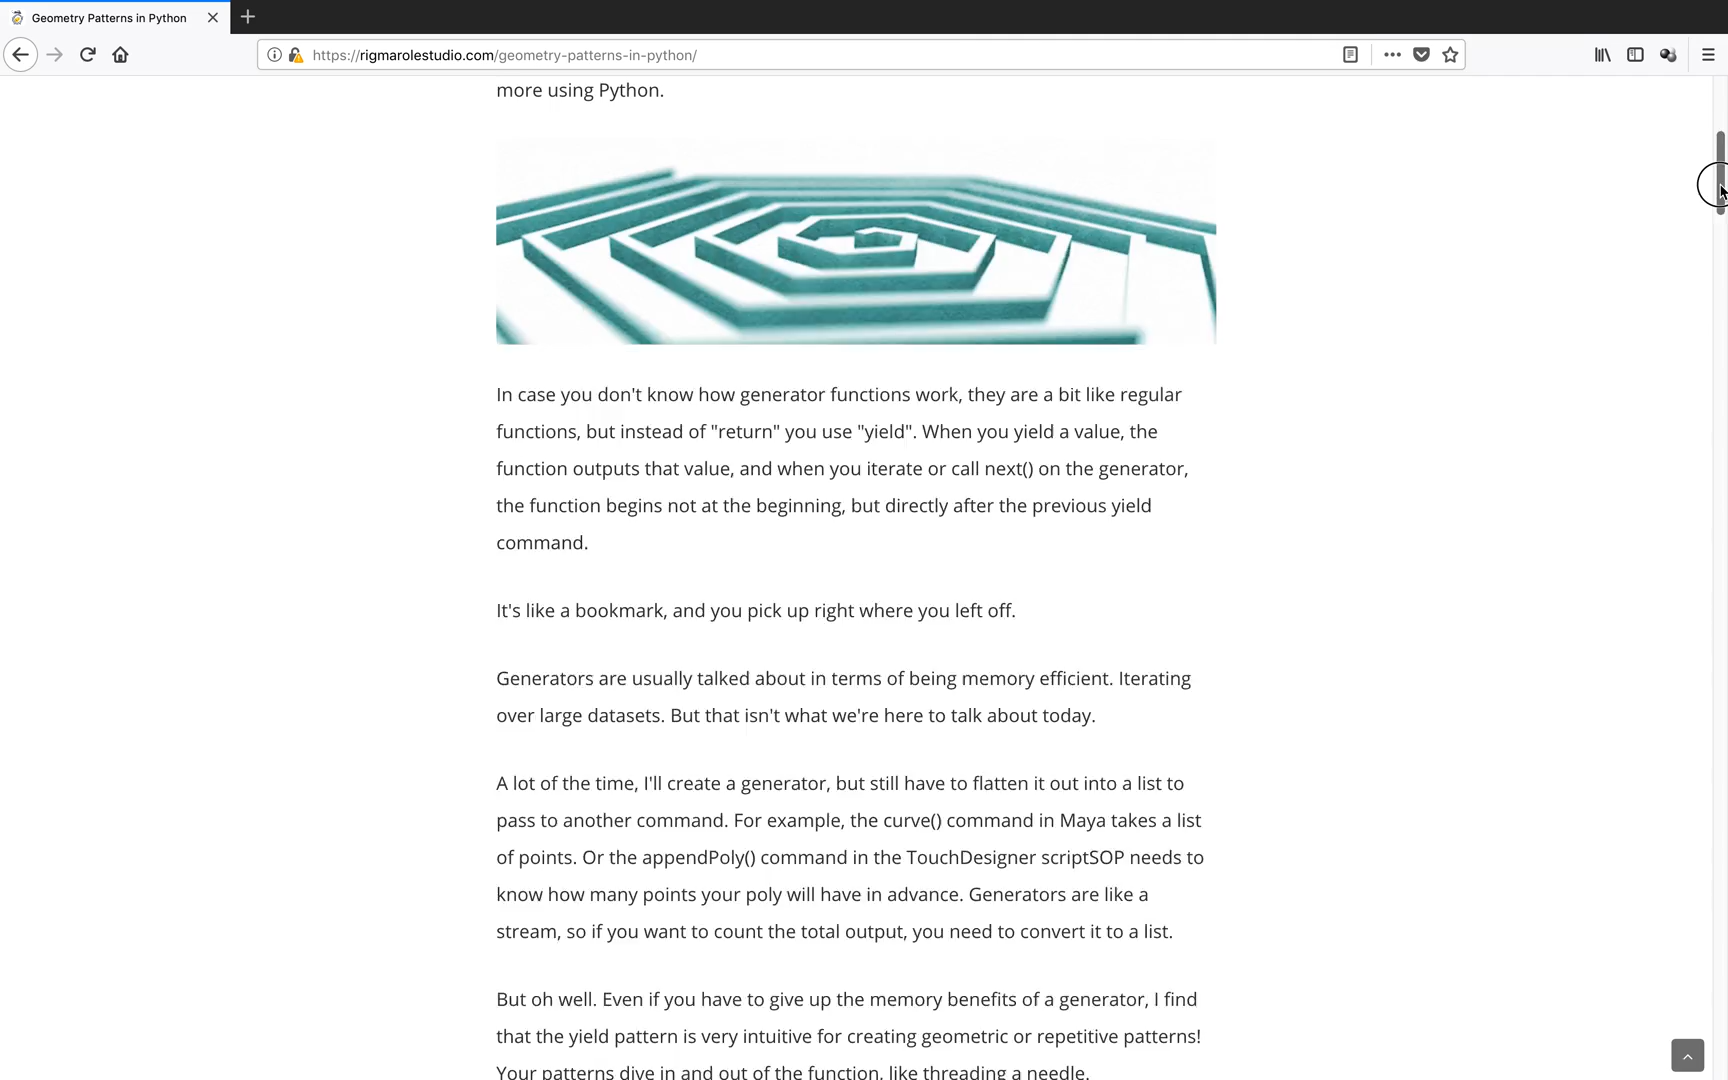 Geometry Patterns in Python
https://rigmarolestudio.com/geometry-patterns-in-python/
more using Python.
In case you don't know how generator functions work, they are a bit like regular
functions, but instead of "return" you use "yield". When you yield a value, the
function outputs that value, and when you iterate or call next() on the generator,
the function begins not at the beginning, but directly after the previous yield
command.
It's like a bookmark, and you pick up right where you left off.
Generators are usually talked about in terms of being memory efficient. Iterating
over large datasets. But that isn't what we're here to talk about today.
A lot of the time, I'll create a generator, but still have to flatten it out into a list to
pass to another command. For example, the curve() command in Maya takes a list
of points. Or the appendPoly() command in the TouchDesigner scriptSOP needs to
know how many points your poly will have in advance. Generators are like a
stream, so if you want to count the total output, you need to convert it to a list.
But oh well. Even if you have to give up the memory benefits of a generator, I find
that the yield pattern is very intuitive for creating geometric or repetitive patterns!
Your patterns dive in and out of the function, like threading a needle.